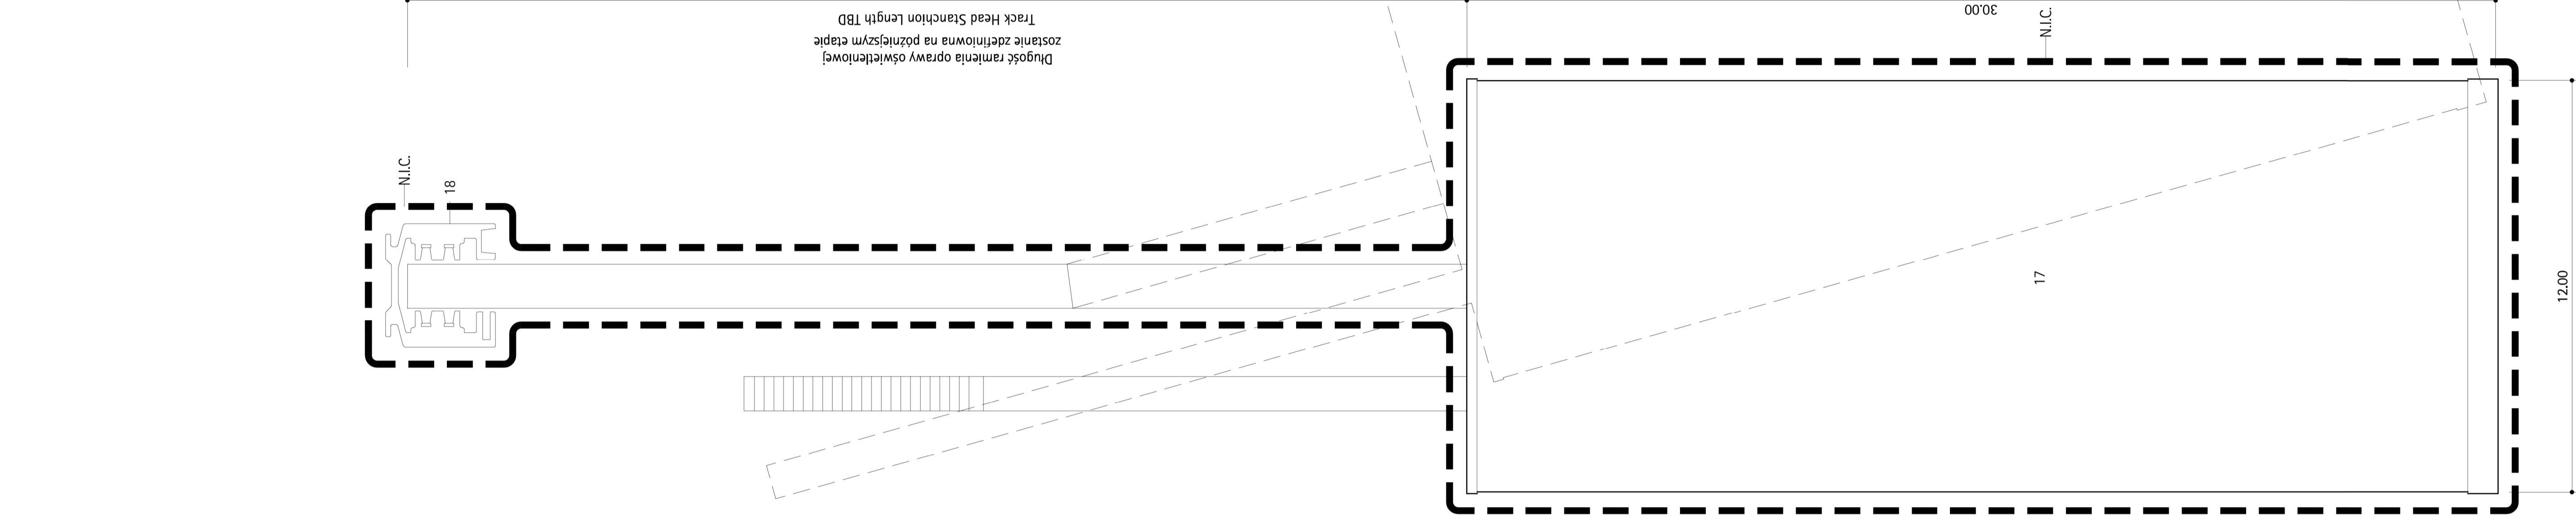 Długość ramienia oprawy oświetleniowej
zostanie zdefiniowna na późniejszym etapie
Track Head Stanchion Length TBD
30.00
N.I.C.
N.I.C.
18
17
12.00